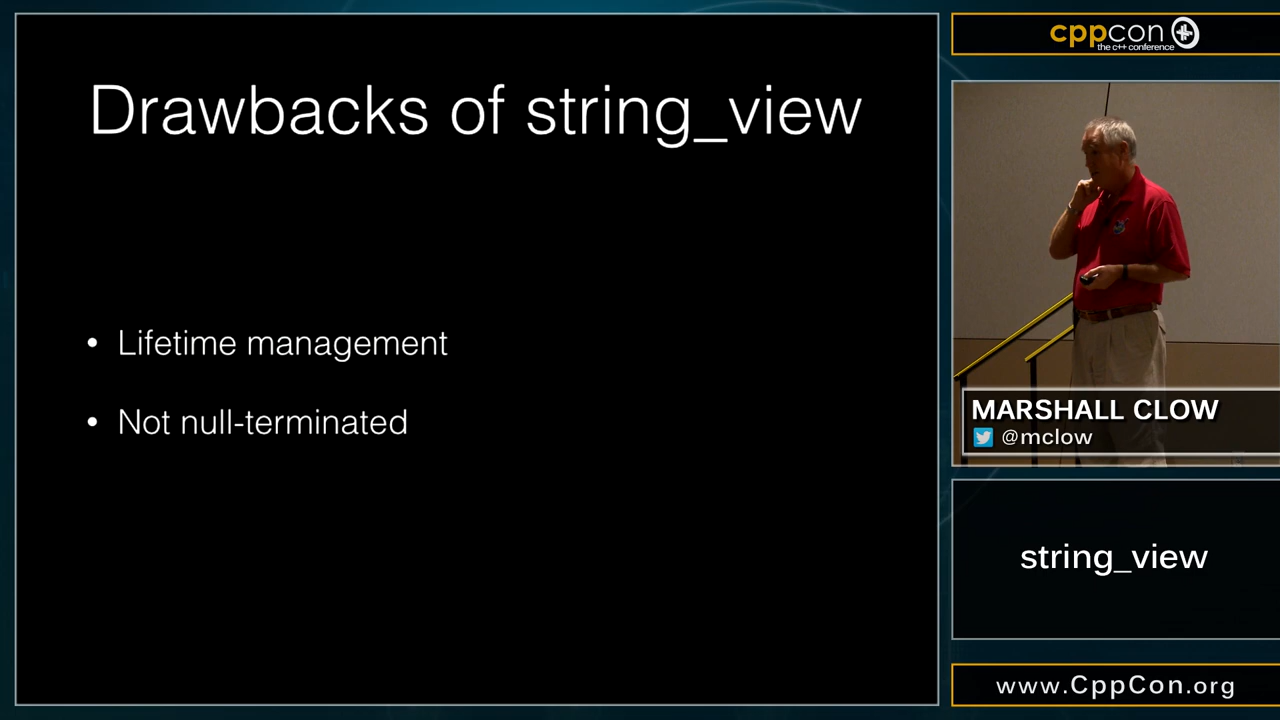 Drawbacks of string_view
• Lifetime management
• Not null-terminated
cppcon
the c++ conference
MARSHALL CLOW
@mclow
string_view
www.CppCon.org